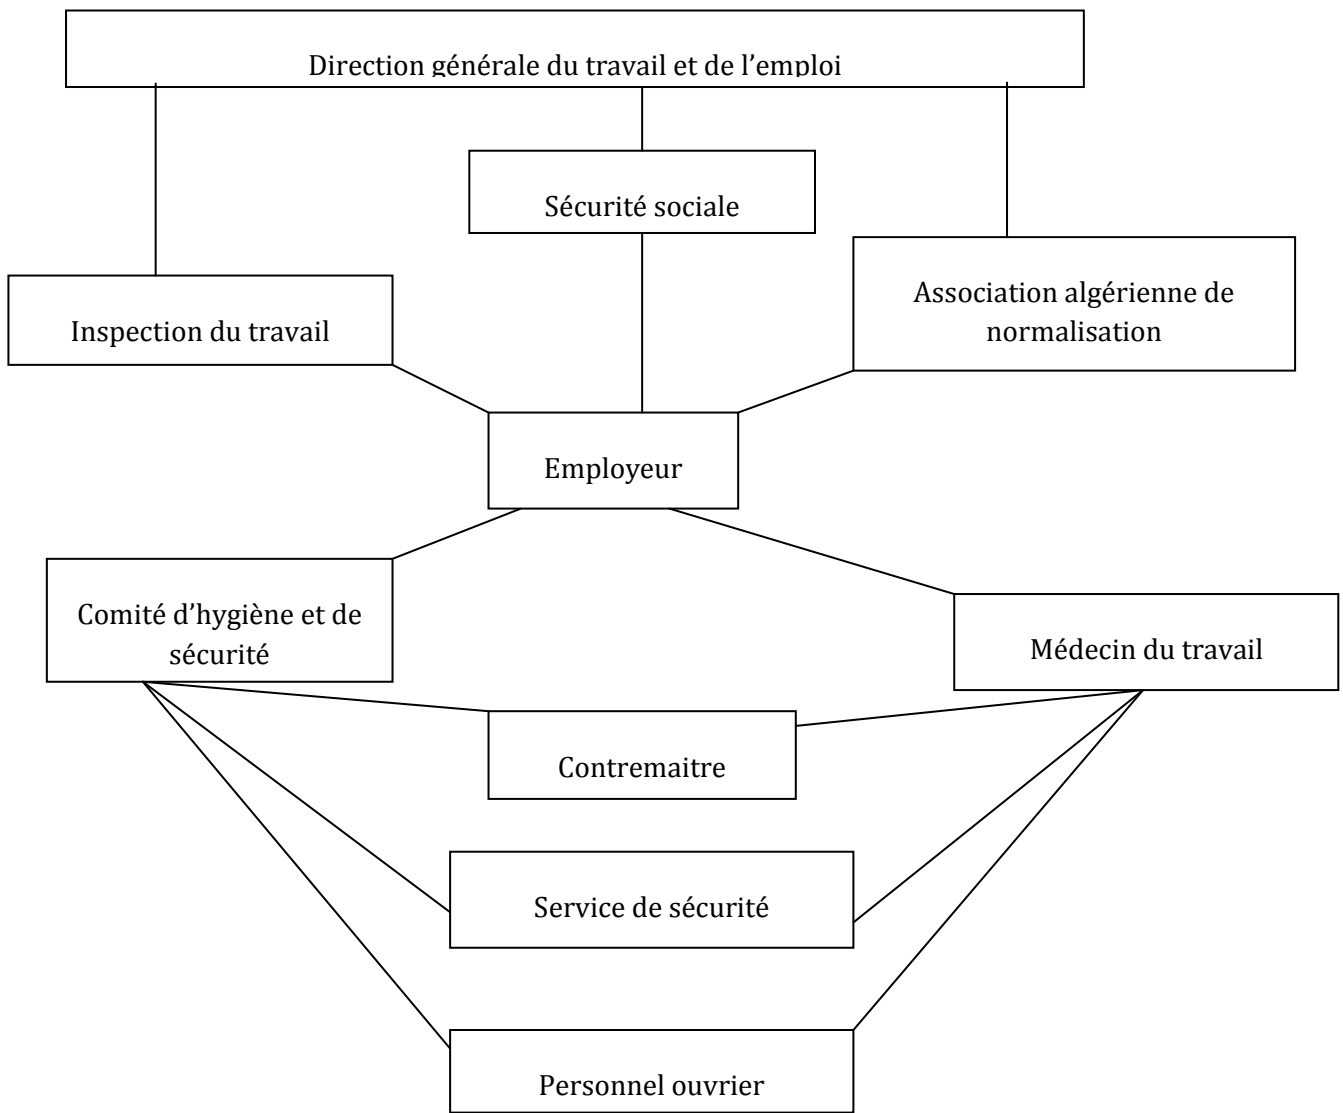 Direction générale du travail et de l’emploi
Sécurité sociale
Association algérienne de
normalisation
Inspection du travail
Employeur
Comité d’hygiène et de
sécurité
Médecin du travail
Contremaitre
Service de sécurité
Personnel ouvrier